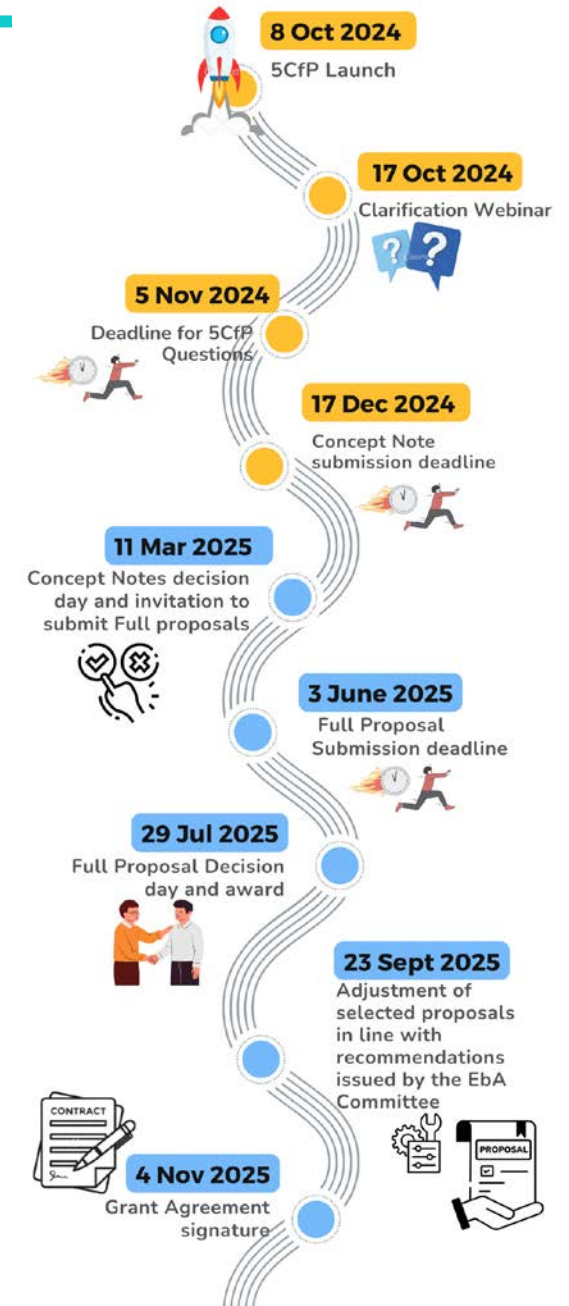 8 Oct 2024
5CfP Launch
17 Oct 2024
Clarification Webinar
? ?
5 Nov 2024
Deadline for 5CfP
Questions
17 Dec 2024
Concept Note
submission deadline
11 Mar 2025
Concept Notes decision
day and invitation to
submit Full proposals
3 June 2025
Full Proposal
Submission deadline
29 Jul 2025
Full Proposal Decision
day and award
23 Sept 2025
Adjustment of
selected proposals
in line with
recommendations
issued by the EbA
Committee
CONTRACT
PROPOSAL
4 Nov 2025
Grant Agreement
signature